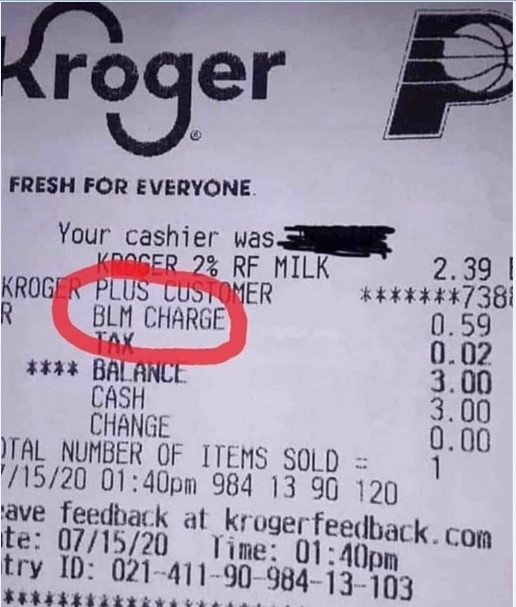 Kroger
®
P
FRESH FOR EVERYONE.
Your cashier was
KROGER 2% RF MILK 2.39
KROGER PLUS CUSTOMER *******738
R BLM CHARGE 0.59
TAX 0.02
**** BALANCE 3.00
CASH 3.00
CHANGE 0.00
OTAL NUMBER OF ITEMS SOLD = 1
7/15/20 01:40pm 984 13 90 120
eave feedback at krogerfeedback.com
te: 07/15/20 Time: 01:40pm
try ID: 021-411-90-984-13-103